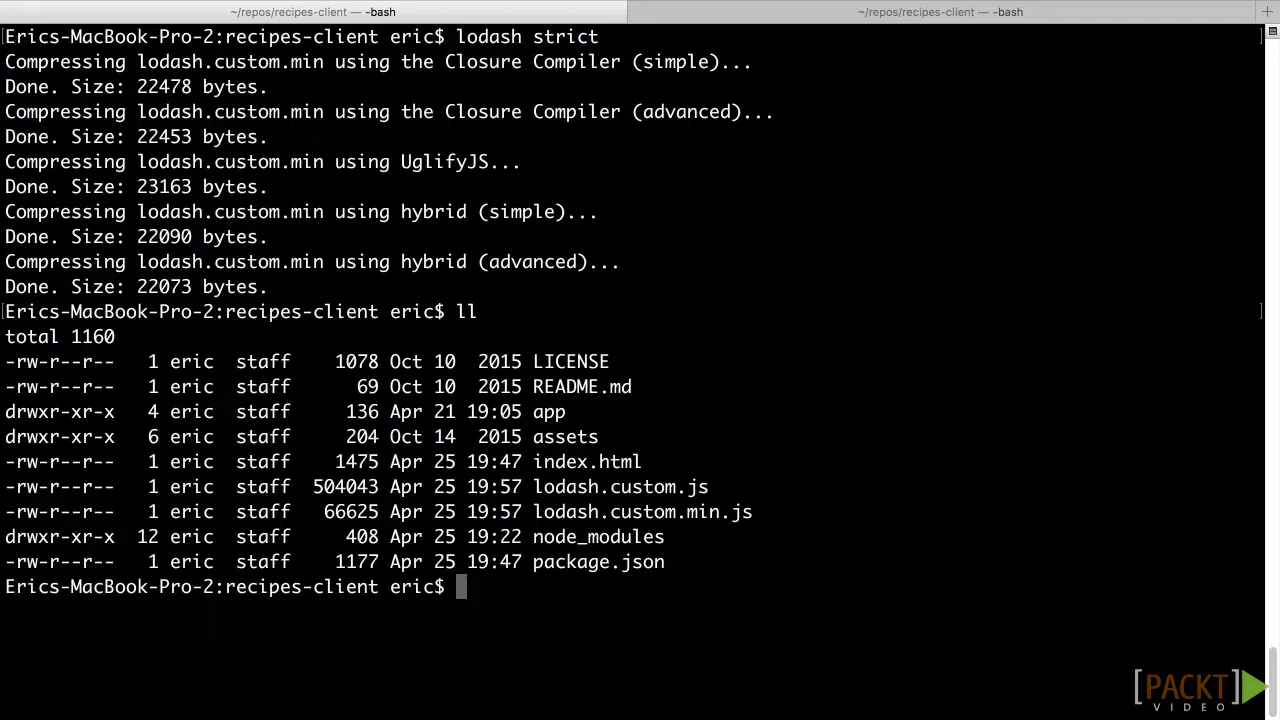 ~/repos/recipes-client — -bash
~/repos/recipes-client — -bash
Erics-MacBook-Pro-2:recipes-client eric$ lodash strict
Compressing lodash.custom.min using the Closure Compiler (simple)...
Done. Size: 22478 bytes.
Compressing lodash.custom.min using the Closure Compiler (advanced)...
Done. Size: 22453 bytes.
Compressing lodash.custom.min using UglifyJS...
Done. Size: 23163 bytes.
Compressing lodash.custom.min using hybrid (simple)...
Done. Size: 22090 bytes.
Compressing lodash.custom.min using hybrid (advanced)...
Done. Size: 22073 bytes.
Erics-MacBook-Pro-2:recipes-client eric$ ll
total 1160
-rw-r--r-- 1 eric staff 1078 Oct 10 2015 LICENSE
-rw-r--r-- 1 eric staff 69 Oct 10 2015 README.md
drwxr-xr-x 4 eric staff 136 Apr 21 19:05 app
drwxr-xr-x 6 eric staff 204 Oct 14 2015 assets
-rw-r--r-- 1 eric staff 1475 Apr 25 19:47 index.html
-rw-r--r-- 1 eric staff 504043 Apr 25 19:57 lodash.custom.js
-rw-r--r-- 1 eric staff 66625 Apr 25 19:57 lodash.custom.min.js
drwxr-xr-x 12 eric staff 408 Apr 25 19:22 node_modules
-rw-r--r-- 1 eric staff 1177 Apr 25 19:47 package.json
Erics-MacBook-Pro-2:recipes-client eric$
[PACKT]
VIDEO